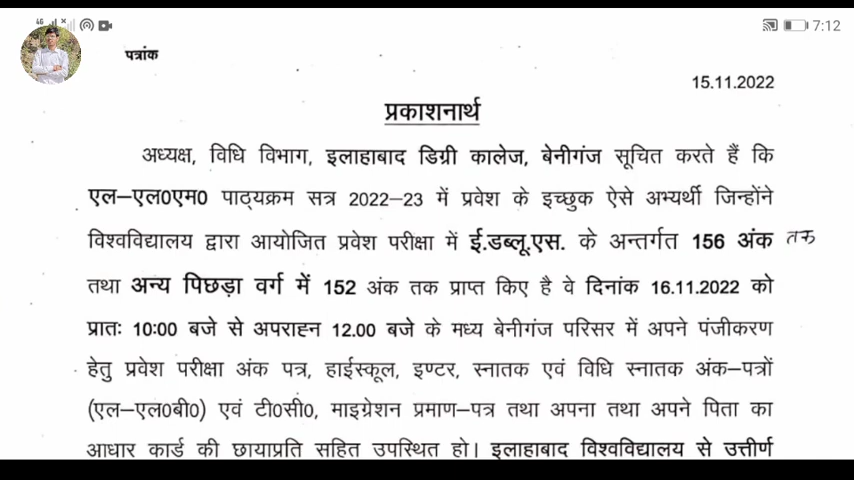 4G
7:12
पत्रांक
15.11.2022
प्रकाशनार्थ
अध्यक्ष, विधि विभाग, इलाहाबाद डिग्री कालेज, बेनीगंज सूचित करते हैं कि
एल–एल0एम0 पाठ्यक्रम सत्र 2022–23 में प्रवेश के इच्छुक ऐसे अभ्यर्थी जिन्होंने
विश्वविद्यालय द्वारा आयोजित प्रवेश परीक्षा में ई.डब्लू.एस. के अन्तर्गत 156 अंक तक
तथा अन्य पिछड़ा वर्ग में 152 अंक तक प्राप्त किए है वे दिनांक 16.11.2022 को
प्रातः 10:00 बजे से अपराह्न 12.00 बजे के मध्य बेनीगंज परिसर में अपने पंजीकरण
हेतु प्रवेश परीक्षा अंक पत्र, हाईस्कूल, इण्टर, स्नातक एवं विधि स्नातक अंक–पत्रों
(एल–एल0बी0) एवं टी0सी0, माइग्रेशन प्रमाण–पत्र तथा अपना तथा अपने पिता का
आधार कार्ड की छायाप्रति सहित उपस्थित हो। इलाहाबाद विश्वविद्यालय से उत्तीर्ण